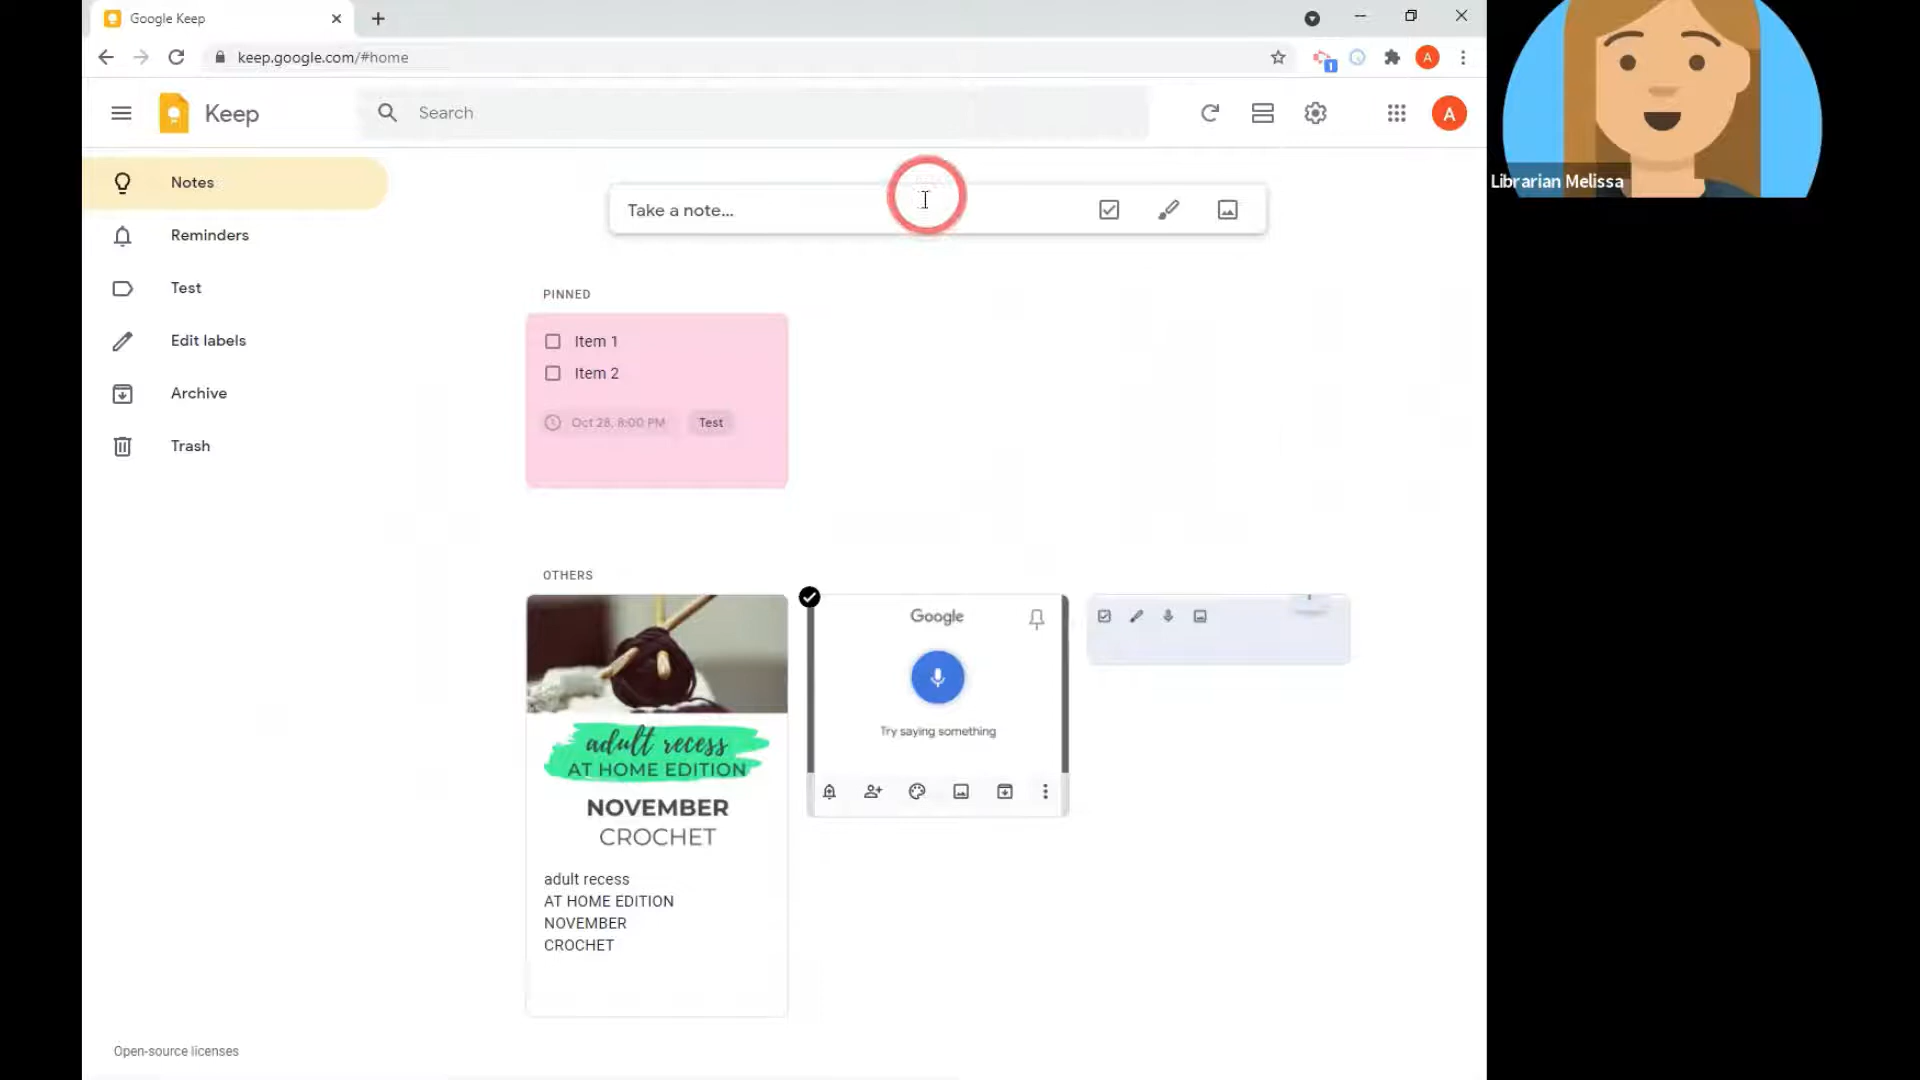 Google Keep
keep.google.com/#home
1
A
Keep
Search
A
Librarian Melissa
Notes
Take a note...
Reminders
Test
Edit labels
Archive
Trash
PINNED
Item 1
Item 2
Oct 28, 8:00 PM
Test
OTHERS
adult recess
AT HOME EDITION
NOVEMBER
CROCHET
adult recess
AT HOME EDITION
NOVEMBER
CROCHET
Google
Try saying something
Open-source licenses